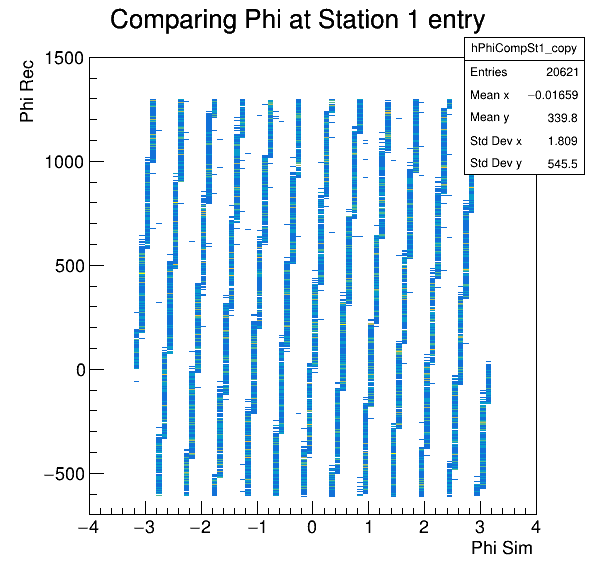 Comparing Phi at Station 1 entry
hPhiCompSt1_copy
Entries 20621
Mean x −0.01659
Mean y 339.8
Std Dev x 1.809
Std Dev y 545.5
Phi Rec
1500
1000
500
0
−500
−4 −3 −2 −1 0 1 2 3 4
Phi Sim